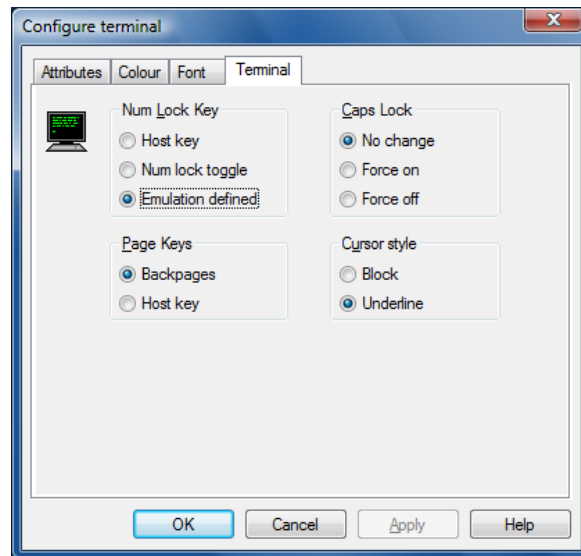 Configure terminal
Attributes Colour Font Terminal
Num Lock Key
Host key
Num lock toggle
Emulation defined
Caps Lock
No change
Force on
Force off
Page Keys
Backpages
Host key
Cursor style
Block
Underline
OK Cancel Apply Help